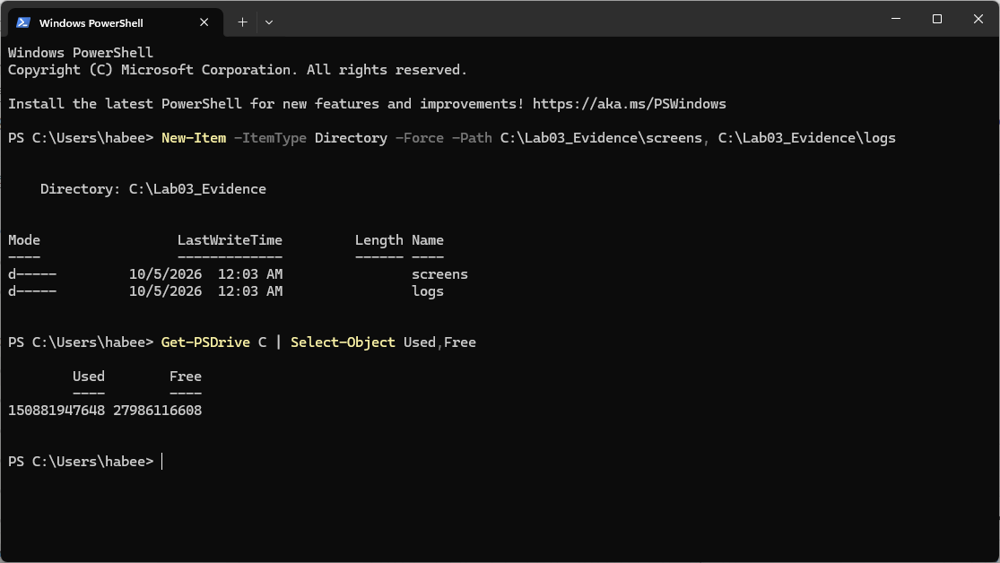 Windows PowerShell
Windows PowerShell
Copyright (C) Microsoft Corporation. All rights reserved.
Install the latest PowerShell for new features and improvements! https://aka.ms/PSWindows
PS C:\Users\habee> New-Item -ItemType Directory -Force -Path C:\Lab03_Evidence\screens, C:\Lab03_Evidence\logs
    Directory: C:\Lab03_Evidence
Mode                 LastWriteTime         Length Name
----                 -------------         ------ ----
d-----         10/5/2026  12:03 AM                screens
d-----         10/5/2026  12:03 AM                logs
PS C:\Users\habee> Get-PSDrive C | Select-Object Used,Free
        Used        Free
        ----        ----
150881947648 27986116608
PS C:\Users\habee>